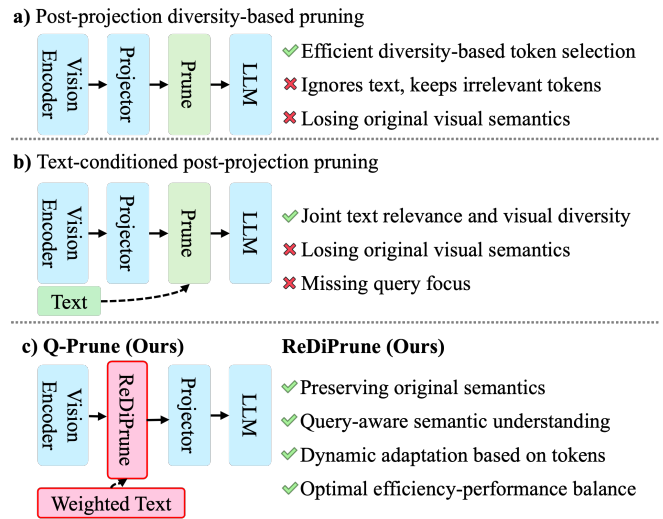 a) Post-projection diversity-based pruning
Vision Encoder
Projector
Prune
LLM
Efficient diversity-based token selection
Ignores text, keeps irrelevant tokens
Losing original visual semantics
b) Text-conditioned post-projection pruning
Vision Encoder
Projector
Prune
LLM
Text
Joint text relevance and visual diversity
Losing original visual semantics
Missing query focus
c) Q-Prune (Ours)
Vision Encoder
ReDiPrune
Projector
LLM
Weighted Text
ReDiPrune (Ours)
Preserving original semantics
Query-aware semantic understanding
Dynamic adaptation based on tokens
Optimal efficiency-performance balance